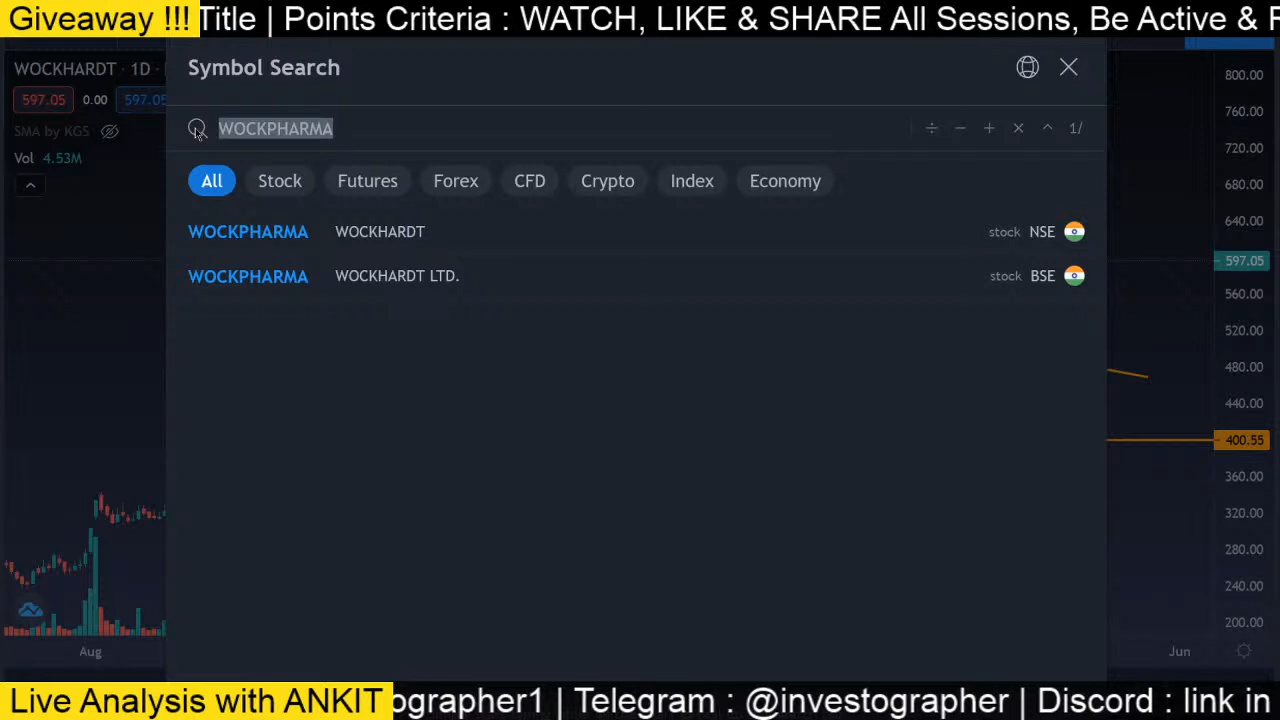 Giveaway !!! Title | Points Criteria : WATCH, LIKE & SHARE All Sessions, Be Active &
WOCKHARDT · 1D ·
597.05 0.00 597.05
SMA by KGS
Vol 4.53M
Symbol Search
WOCKPHARMA
÷ − + × ^ 1/
All Stock Futures Forex CFD Crypto Index Economy
WOCKPHARMA WOCKHARDT stock NSE
WOCKPHARMA WOCKHARDT LTD. stock BSE
800.00
760.00
720.00
680.00
640.00
597.05
560.00
520.00
480.00
440.00
400.55
360.00
320.00
280.00
240.00
200.00
Aug Jun
Live Analysis with ANKIT ographer1 | Telegram : @investographer | Discord : link in